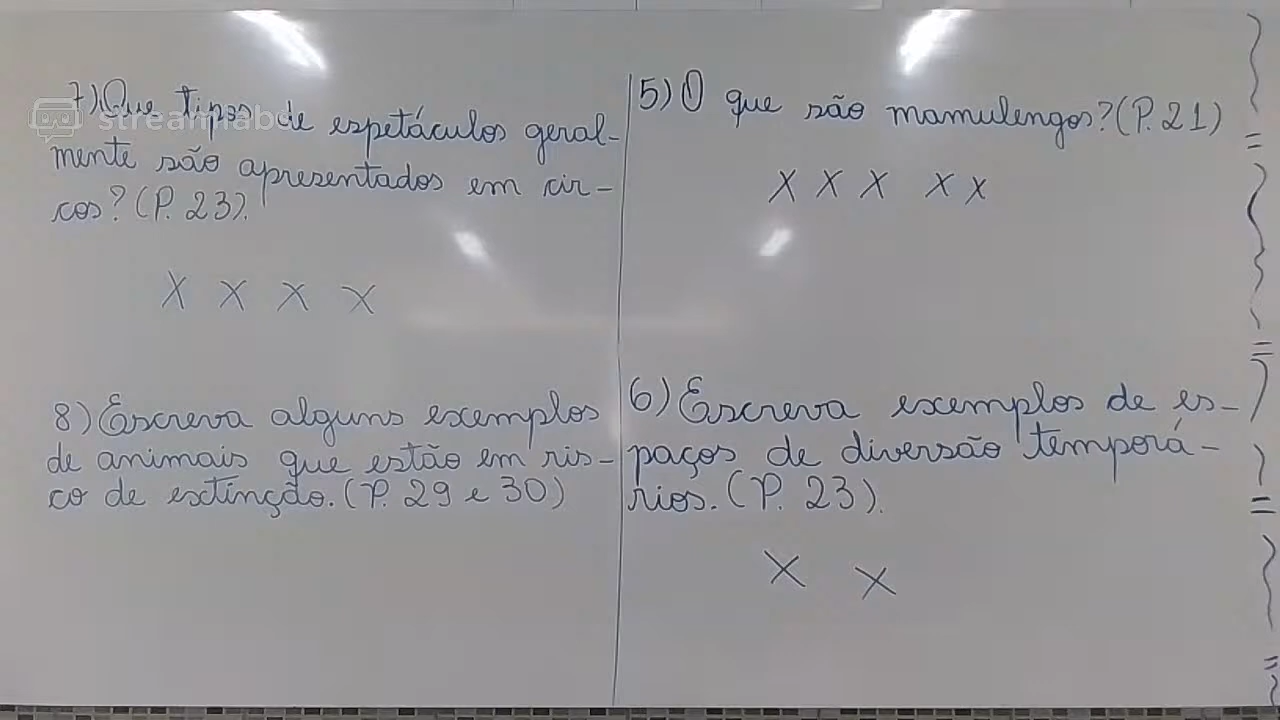 7) Que tipos de espetáculos geral-
mente são apresentados em cir-
cos? (P. 23).
X X X X
8) Escreva alguns exemplos
de animais que estão em ris-
co de extinção. (P. 29 e 30)
5) O que são mamulengos? (P. 21)
X X X X X
6) Escreva exemplos de es-
paços de diversão temporá-
rios. (P. 23).
X X